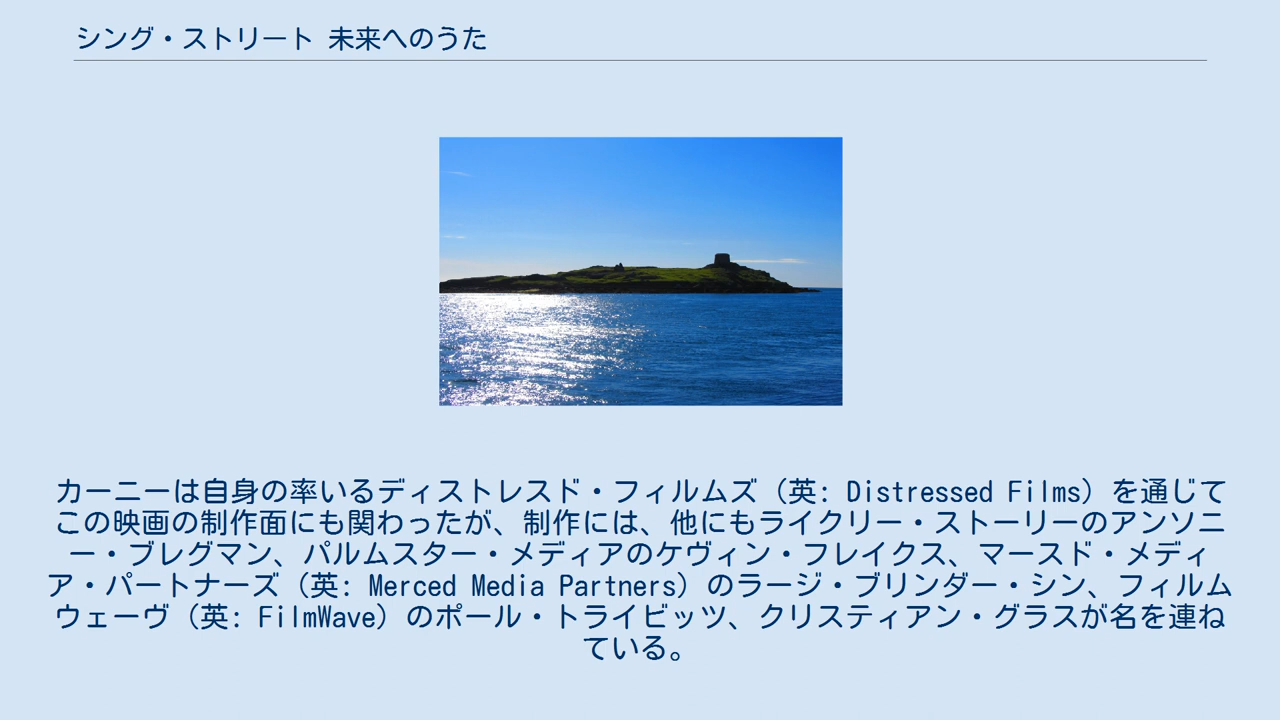 シング・ストリート 未来へのうた
カーニーは自身の率いるディストレスド・フィルムズ（英: Distressed Films）を通じて
この映画の制作面にも関わったが、制作には、他にもライクリー・ストーリーのアンソニ
ー・ブレグマン、パルムスター・メディアのケヴィン・フレイクス、マースド・メディ
ア・パートナーズ（英: Merced Media Partners）のラージ・ブリンダー・シン、フィルム
ウェーヴ（英: FilmWave）のポール・トライビッツ、クリスティアン・グラスが名を連ね
ている。